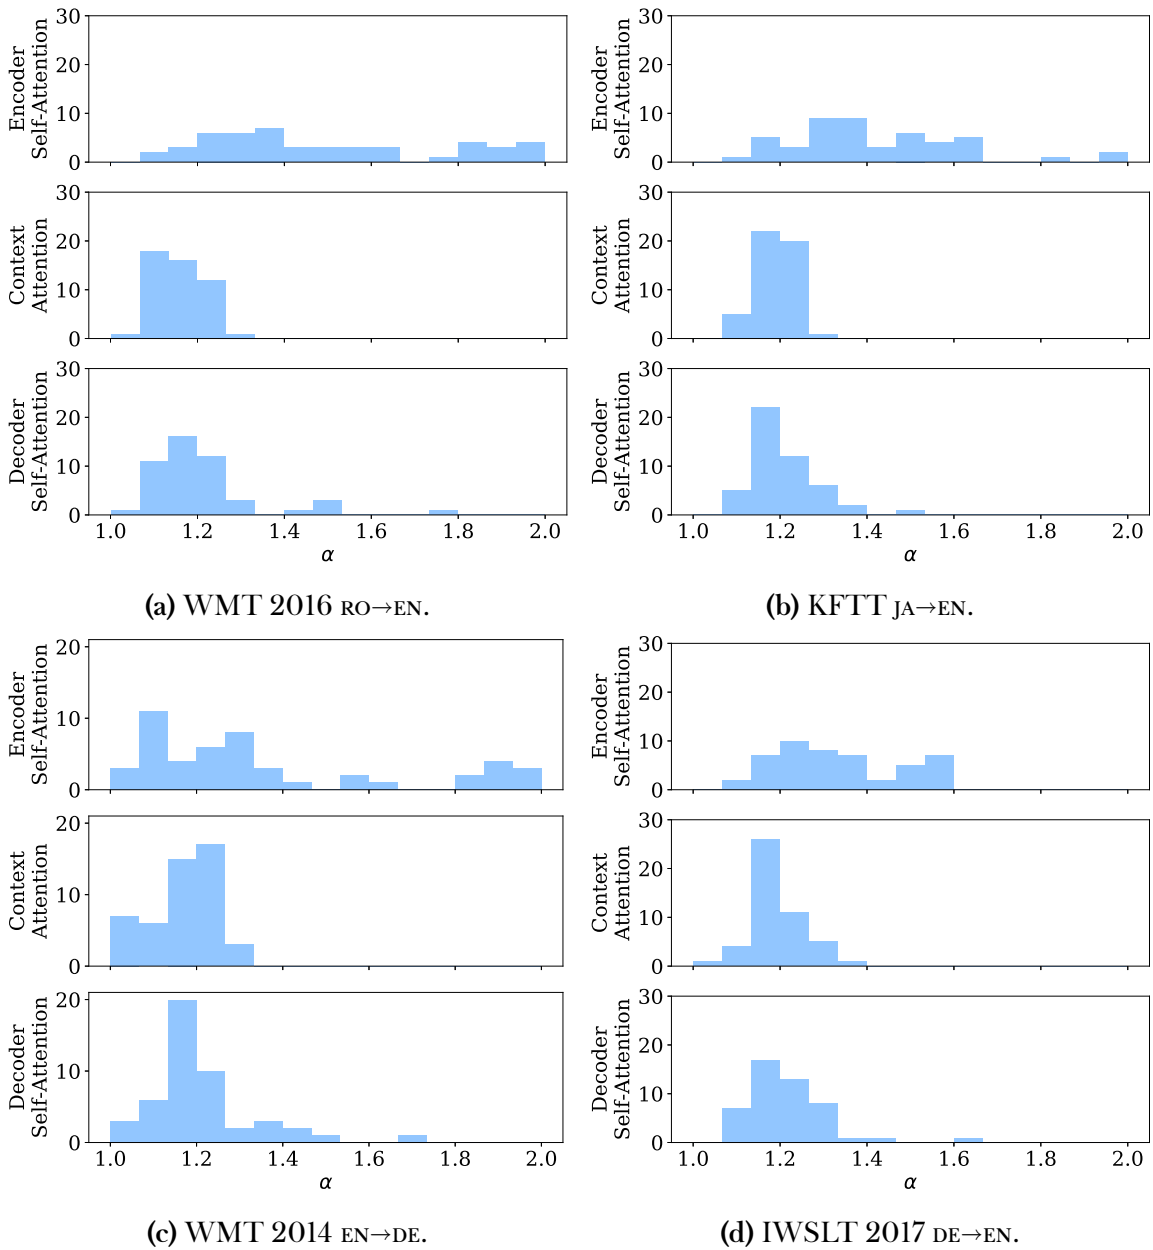 30
20
10
0
Encoder
Self-Attention
30
20
10
0
Context
Attention
30
20
10
0
Decoder
Self-Attention
1.0 1.2 1.4 1.6 1.8 2.0
α
(a) WMT 2016 RO→EN.
30
20
10
0
Encoder
Self-Attention
30
20
10
0
Context
Attention
30
20
10
0
Decoder
Self-Attention
1.0 1.2 1.4 1.6 1.8 2.0
α
(b) KFTT JA→EN.
20
10
0
Encoder
Self-Attention
20
10
0
Context
Attention
20
10
0
Decoder
Self-Attention
1.0 1.2 1.4 1.6 1.8 2.0
α
(c) WMT 2014 EN→DE.
30
20
10
0
Encoder
Self-Attention
30
20
10
0
Context
Attention
30
20
10
0
Decoder
Self-Attention
1.0 1.2 1.4 1.6 1.8 2.0
α
(d) IWSLT 2017 DE→EN.